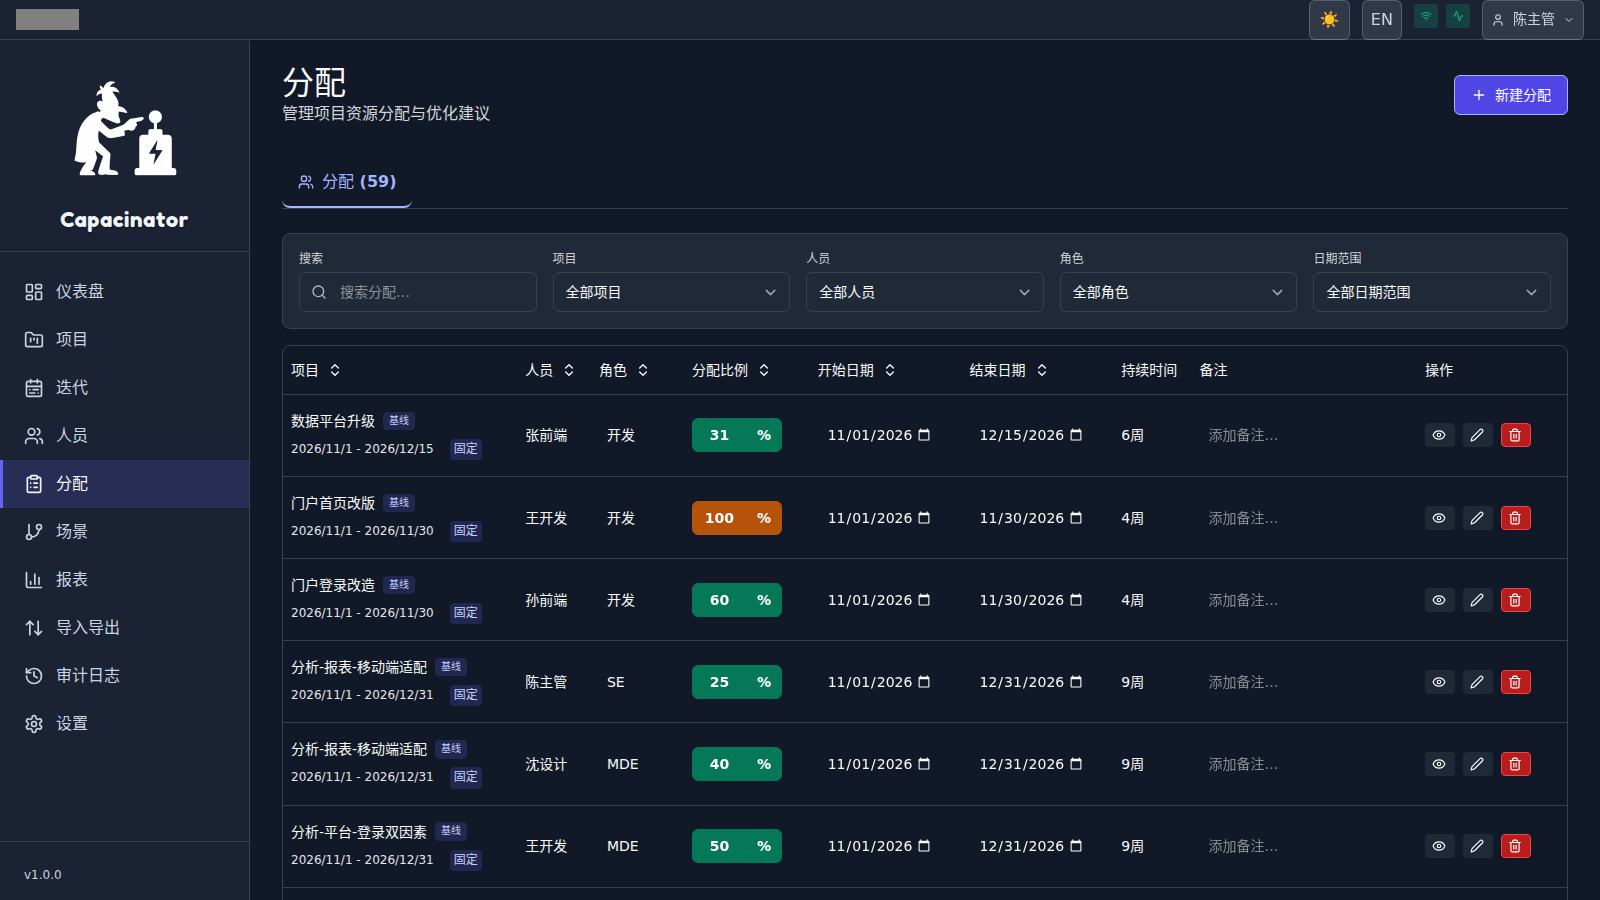 EN
陈主管
Capacinator
仪表盘
项目
迭代
人员
分配
场景
报表
导入导出
审计日志
设置
v1.0.0
分配
管理项目资源分配与优化建议
新建分配
分配 (59)
搜索 项目 人员 角色 日期范围
搜索分配... 全部项目 全部人员 全部角色 全部日期范围
项目 人员 角色 分配比例 开始日期 结束日期 持续时间 备注 操作
数据平台升级 基线
2026/11/1 - 2026/12/15 固定
张前端 开发 31 % 11/01/2026 12/15/2026 6周 添加备注...
门户首页改版 基线
2026/11/1 - 2026/11/30 固定
王开发 开发 100 % 11/01/2026 11/30/2026 4周 添加备注...
门户登录改造 基线
2026/11/1 - 2026/11/30 固定
孙前端 开发 60 % 11/01/2026 11/30/2026 4周 添加备注...
分析-报表-移动端适配 基线
2026/11/1 - 2026/12/31 固定
陈主管 SE 25 % 11/01/2026 12/31/2026 9周 添加备注...
分析-报表-移动端适配 基线
2026/11/1 - 2026/12/31 固定
沈设计 MDE 40 % 11/01/2026 12/31/2026 9周 添加备注...
分析-平台-登录双因素 基线
2026/11/1 - 2026/12/31 固定
王开发 MDE 50 % 11/01/2026 12/31/2026 9周 添加备注...